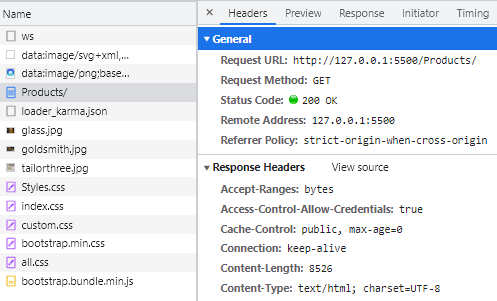 Name
ws
data:image/svg+xml,...
data:image/png;base...
Products/
loader_karma.json
glass.jpg
goldsmith.jpg
tailorthree.jpg
Styles.css
index.css
custom.css
bootstrap.min.css
all.css
bootstrap.bundle.min.js
× Headers Preview Response Initiator Timing
▼ General
Request URL: http://127.0.0.1:5500/Products/
Request Method: GET
Status Code: 200 OK
Remote Address: 127.0.0.1:5500
Referrer Policy: strict-origin-when-cross-origin
▼ Response Headers View source
Accept-Ranges: bytes
Access-Control-Allow-Credentials: true
Cache-Control: public, max-age=0
Connection: keep-alive
Content-Length: 8526
Content-Type: text/html; charset=UTF-8